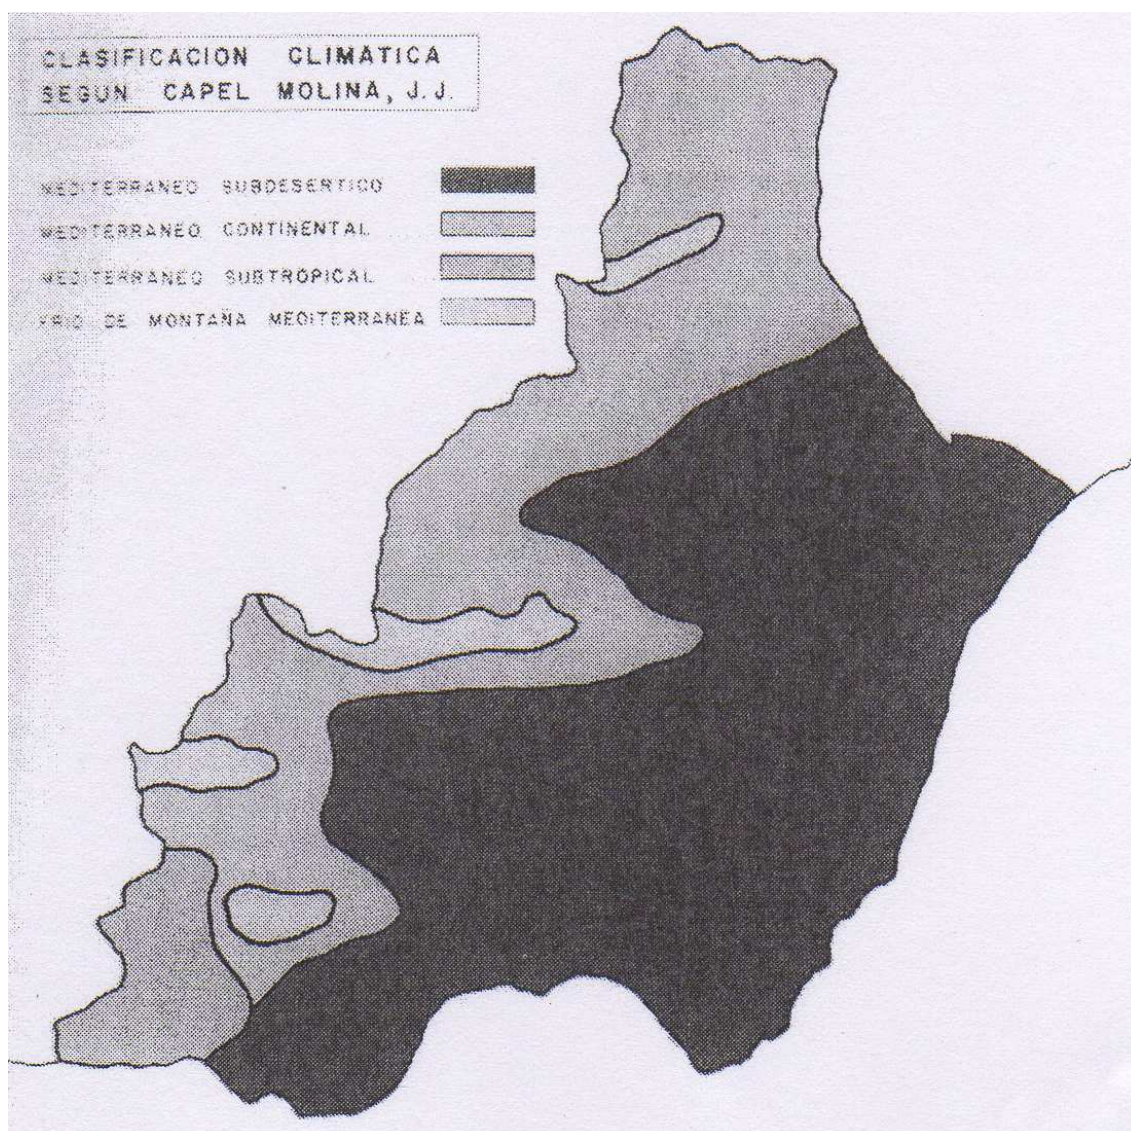 CLASIFICACION CLIMATICA
SEGUN CAPEL MOLINA, J.J.
MEDITERRANEO SUBDESERTICO
MEDITERRANEO CONTINENTAL
MEDITERRANEO SUBTROPICAL
FRIO DE MONTAÑA MEDITERRANEA